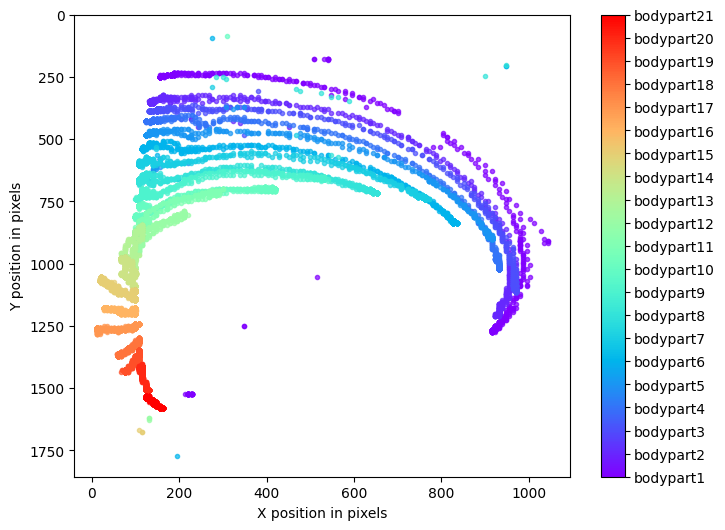 0
250
500
750
1000
1250
1500
1750
Y position in pixels
0
200
400
600
800
1000
X position in pixels
bodypart21
bodypart20
bodypart19
bodypart18
bodypart17
bodypart16
bodypart15
bodypart14
bodypart13
bodypart12
bodypart11
bodypart10
bodypart9
bodypart8
bodypart7
bodypart6
bodypart5
bodypart4
bodypart3
bodypart2
bodypart1